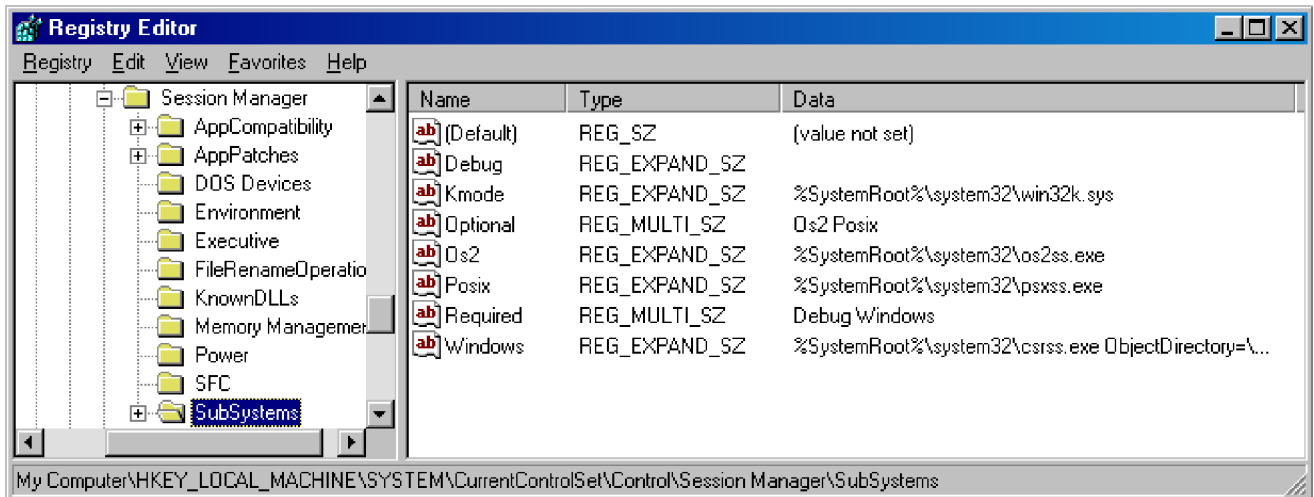 Registry Editor
Registry Edit View Favorites Help
Session Manager
AppCompatibility
AppPatches
DOS Devices
Environment
Executive
FileRenameOperatio
KnownDLLs
Memory Managemer
Power
SFC
SubSystems
Name Type Data
(Default) REG_SZ (value not set)
Debug REG_EXPAND_SZ
Kmode REG_EXPAND_SZ %SystemRoot%\system32\win32k.sys
Optional REG_MULTI_SZ Os2 Posix
Os2 REG_EXPAND_SZ %SystemRoot%\system32\os2ss.exe
Posix REG_EXPAND_SZ %SystemRoot%\system32\psxss.exe
Required REG_MULTI_SZ Debug Windows
Windows REG_EXPAND_SZ %SystemRoot%\system32\csrss.exe ObjectDirectory=\...
My Computer\HKEY_LOCAL_MACHINE\SYSTEM\CurrentControlSet\Control\Session Manager\SubSystems